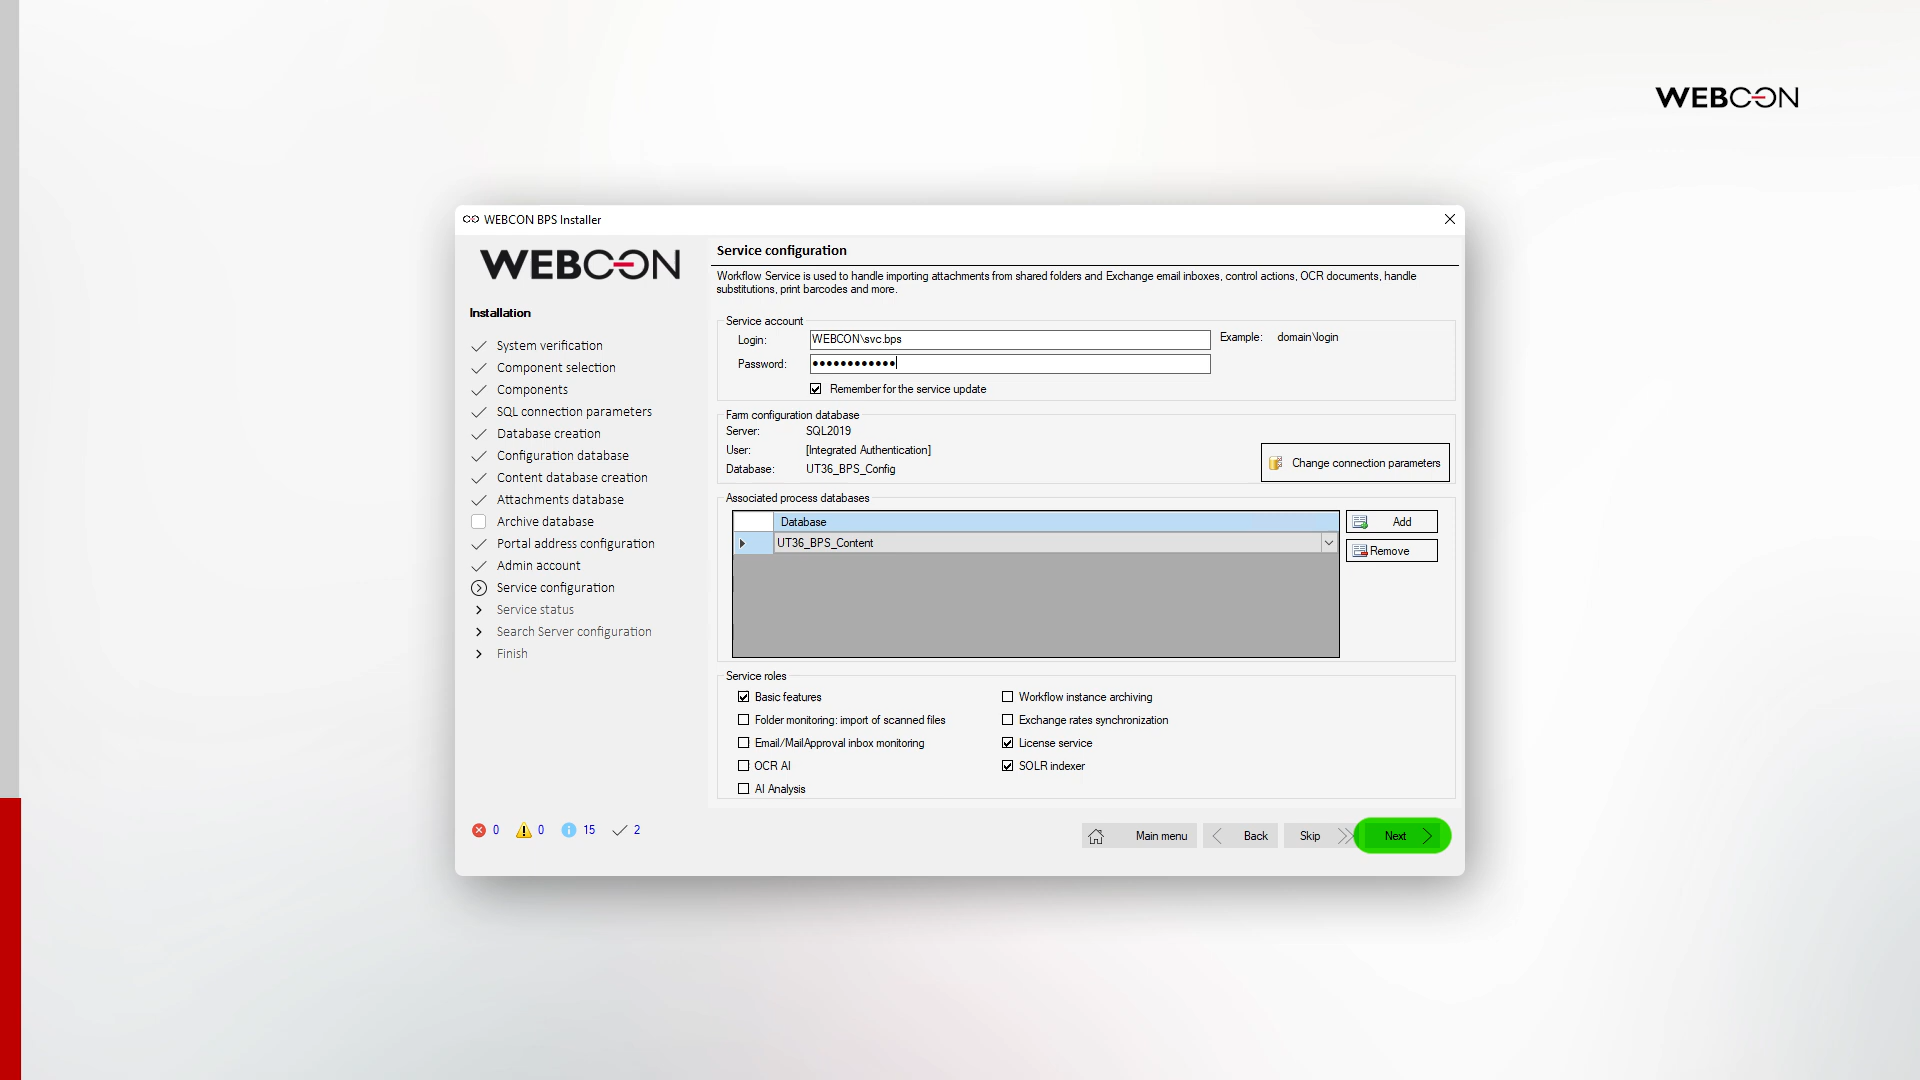 WEBCON
WEBCON BPS Installer
WEBCON
Installation
System verification
Component selection
Components
SQL connection parameters
Database creation
Configuration database
Content database creation
Attachments database
Archive database
Portal address configuration
Admin account
Service configuration
Service status
Search Server configuration
Finish
0 0 15 2
Service configuration
Workflow Service is used to handle importing attachments from shared folders and Exchange email inboxes, control actions, OCR documents, handle
substitutions, print barcodes and more.
Service account
Login: WEBCON\svc.bps Example: domain\login
Password: ••••••••••••
Remember for the service update
Farm configuration database
Server: SQL2019
User: [Integrated Authentication]
Database: UT36_BPS_Config
Change connection parameters
Associated process databases
Database
UT36_BPS_Content
Add
Remove
Service roles
Basic features
Folder monitoring: import of scanned files
Email/MailApproval inbox monitoring
OCR AI
AI Analysis
Workflow instance archiving
Exchange rates synchronization
License service
SOLR indexer
Main menu Back Skip Next